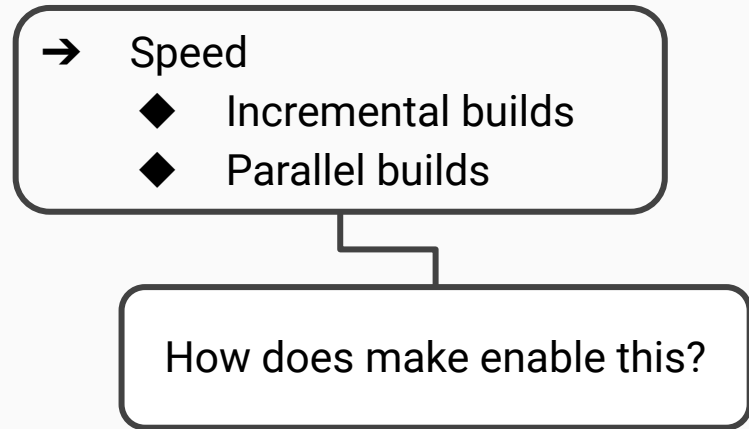 ➔ Speed
◆ Incremental builds
◆ Parallel builds
How does make enable this?